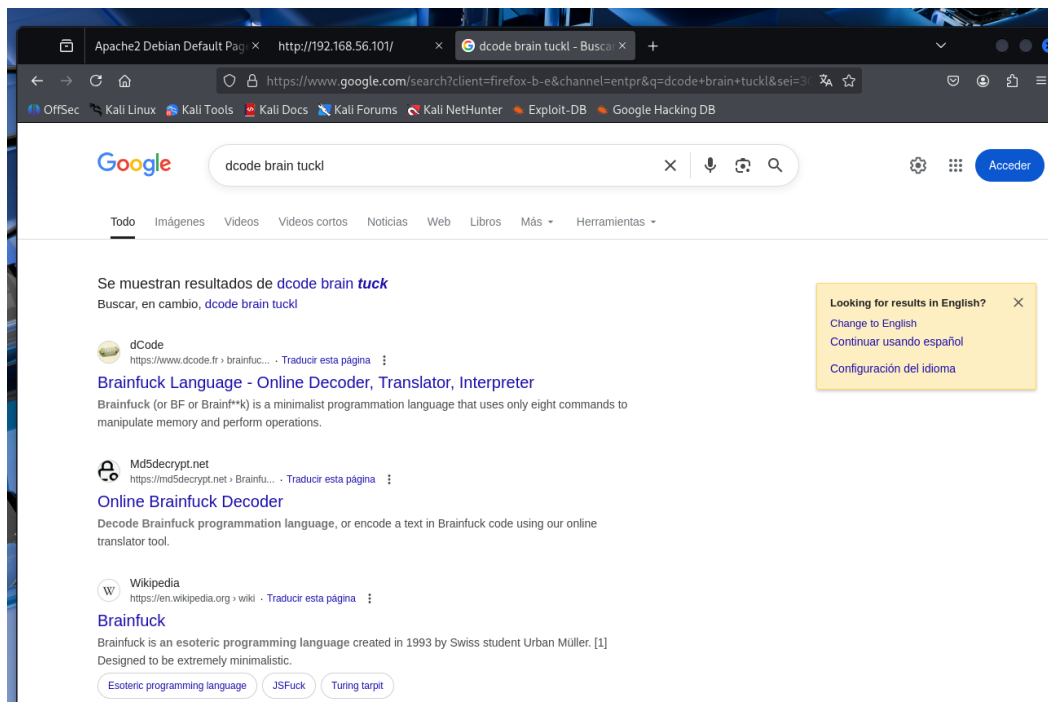 Apache2 Debian Default Pag
http://192.168.56.101/
dcode brain tuckl - Busca
https://www.google.com/search?client=firefox-b-e&channel=entpr&q=dcode+brain+tuckl&sei=3
OffSec
Kali Linux
Kali Tools
Kali Docs
Kali Forums
Kali NetHunter
Exploit-DB
Google Hacking DB
Google
dcode brain tuckl
Acceder
Todo
Imágenes
Videos
Videos cortos
Noticias
Web
Libros
Más
Herramientas
Se muestran resultados de dcode brain tuck
Buscar, en cambio, dcode brain tuckl
Looking for results in English?
Change to English
Continuar usando español
Configuración del idioma
dCode
https://www.dcode.fr › brainfuc... · Traducir esta página
Brainfuck Language - Online Decoder, Translator, Interpreter
Brainfuck (or BF or Brainf**k) is a minimalist programmation language that uses only eight commands to
manipulate memory and perform operations.
Md5decrypt.net
https://md5decrypt.net › Brainfu... · Traducir esta página
Online Brainfuck Decoder
Decode Brainfuck programmation language, or encode a text in Brainfuck code using our online
translator tool.
W
Wikipedia
https://en.wikipedia.org › wiki · Traducir esta página
Brainfuck
Brainfuck is an esoteric programming language created in 1993 by Swiss student Urban Müller. [1]
Designed to be extremely minimalistic.
Esoteric programming language
JSFuck
Turing tarpit